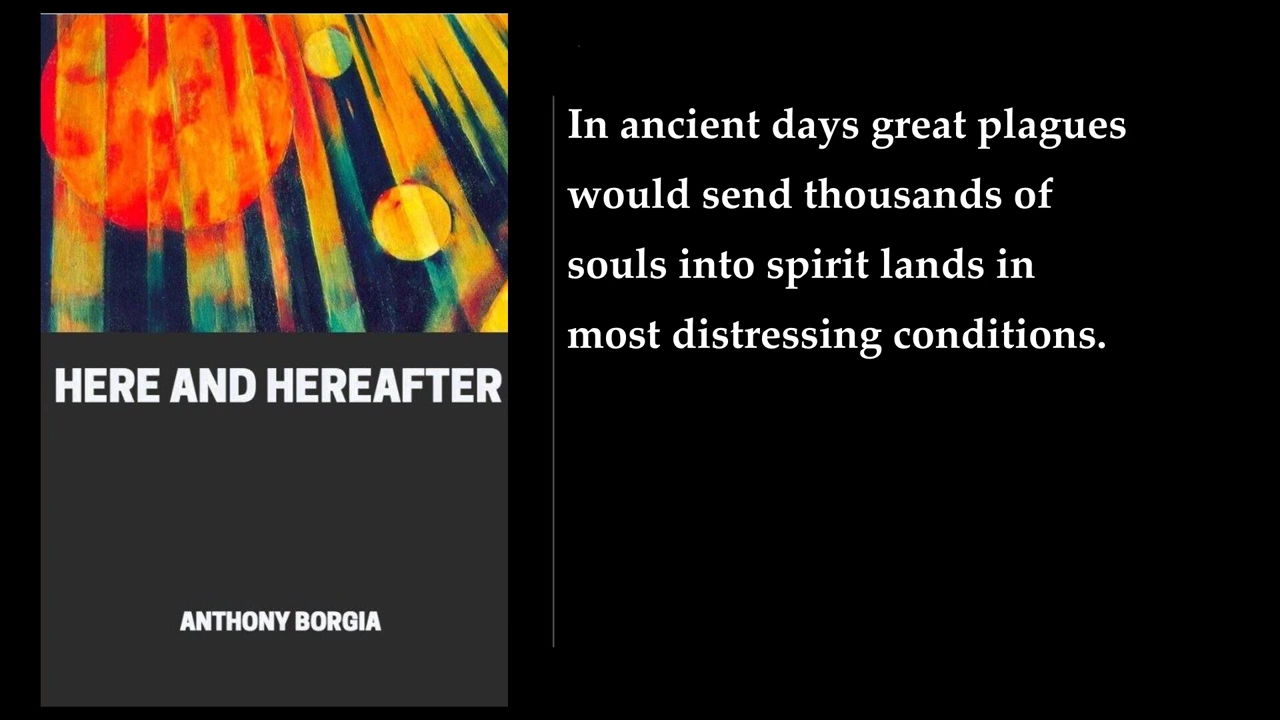 HERE AND HEREAFTER
ANTHONY BORGIA
In ancient days great plagues
would send thousands of
souls into spirit lands in
most distressing conditions.